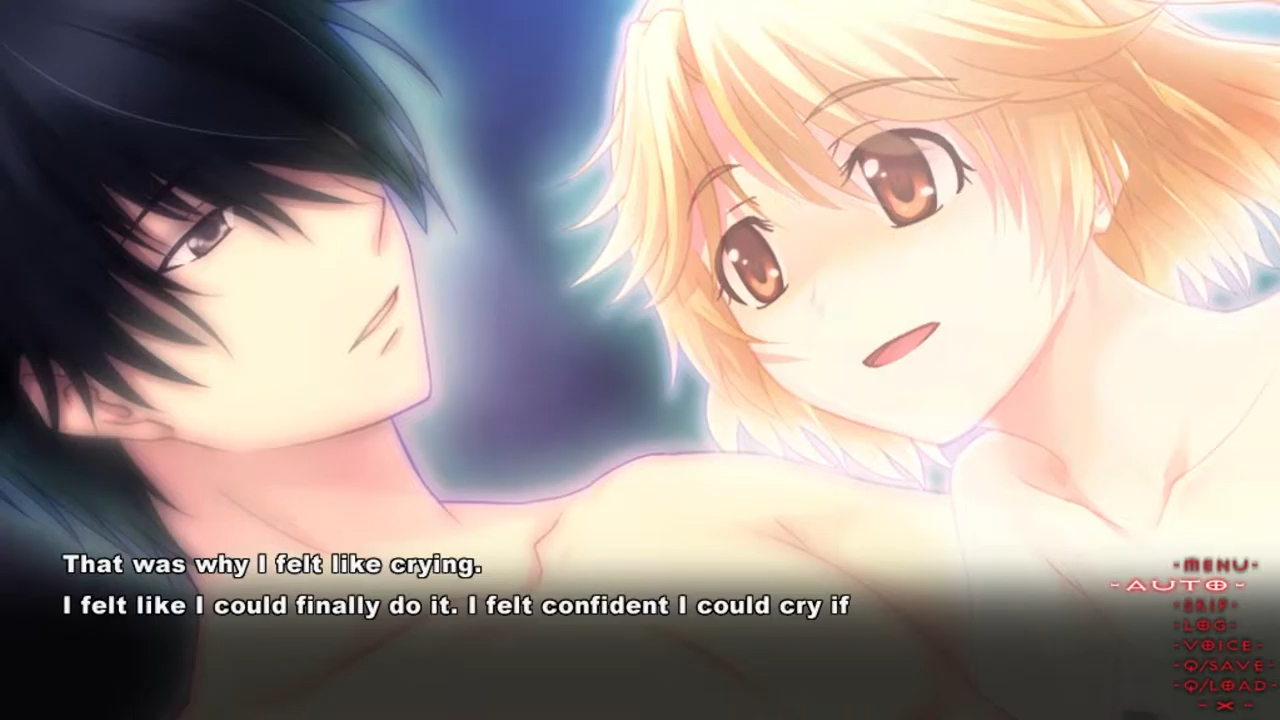 That was why I felt like crying.
I felt like I could finally do it. I felt confident I could cry if
-MENU-
-AUTO-
-SKIP-
-LOG-
-VOICE-
-Q/SAVE-
-Q/LOAD-
-×-